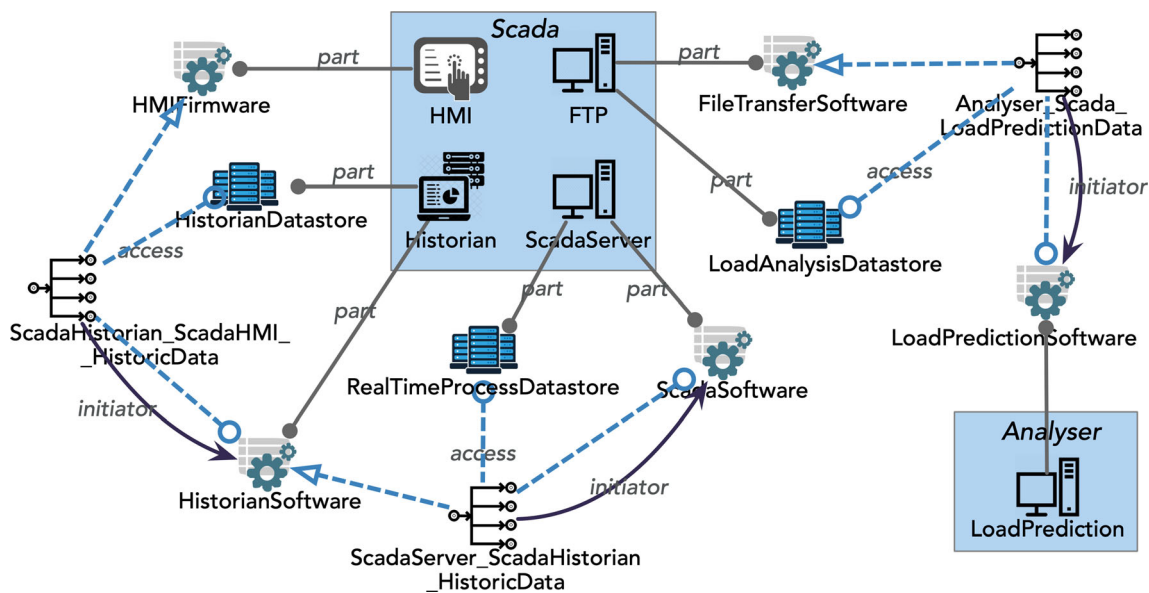 Scada
part
part
HMIFirmware
HMI
FTP
FileTransferSoftware
Analyser_Scada_
LoadPredictionData
part
part
access
initiator
HistorianDatastore
Historian
ScadaServer
access
LoadAnalysisDatastore
part
part
part
ScadaHistorian_ScadaHMI_
_HistoricData
LoadPredictionSoftware
RealTimeProcessDatastore
ScadaSoftware
initiator
Analyser
access
initiator
HistorianSoftware
LoadPrediction
ScadaServer_ScadaHistorian
_HistoricData